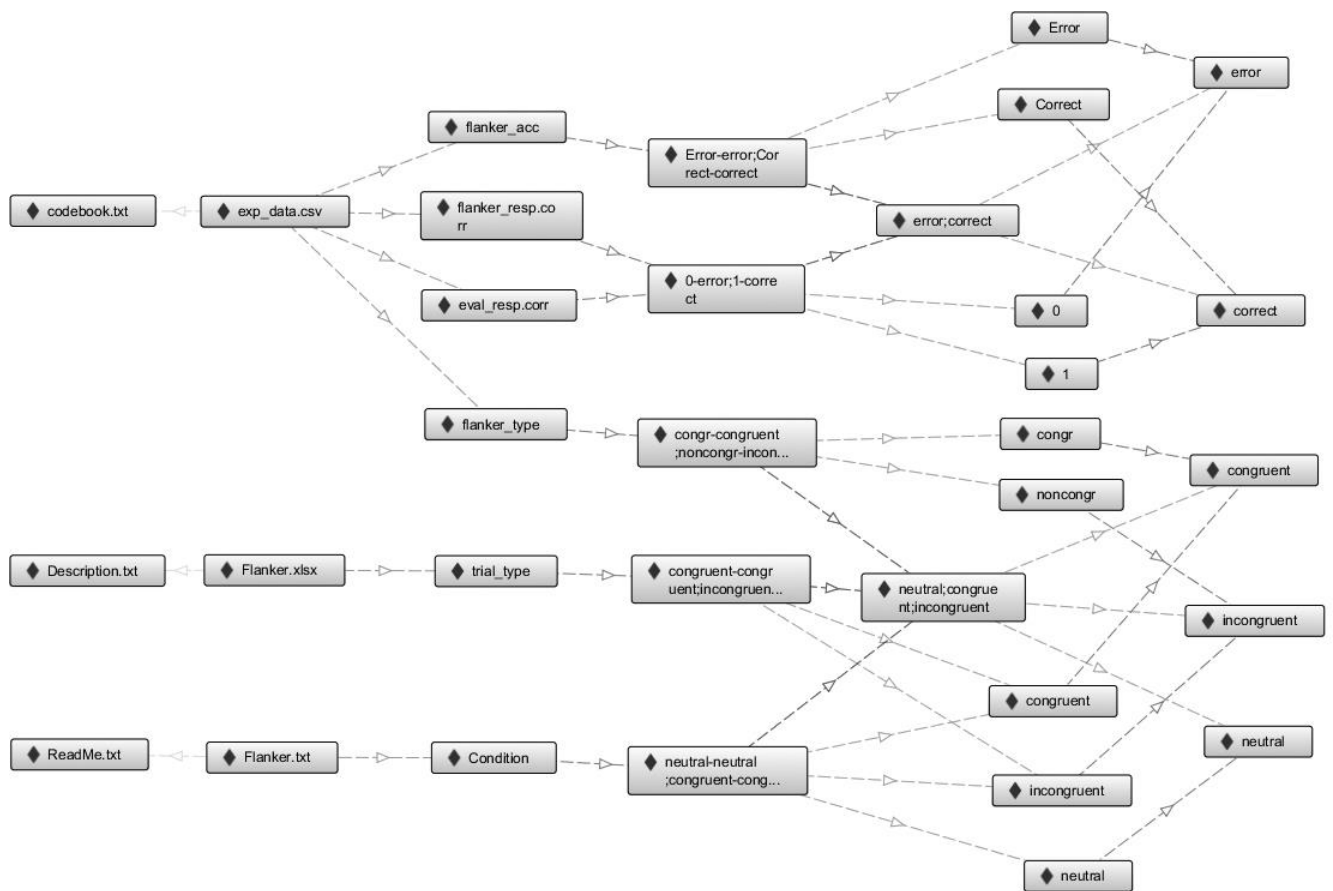 Error
error
Correct
flanker_acc
Error-error;Cor
rect-correct
codebook.txt
exp_data.csv
flanker_resp.co
rr
error;correct
0-error;1-corre
ct
eval_resp.corr
0
correct
1
flanker_type
congr-congruent
;noncongr-incon...
congr
congruent
noncongr
Description.txt
Flanker.xlsx
trial_type
congruent-congr
uent;incongruen...
neutral;congrue
nt;incongruent
incongruent
congruent
neutral
ReadMe.txt
Flanker.txt
Condition
neutral-neutral
;congruent-cong...
incongruent
neutral